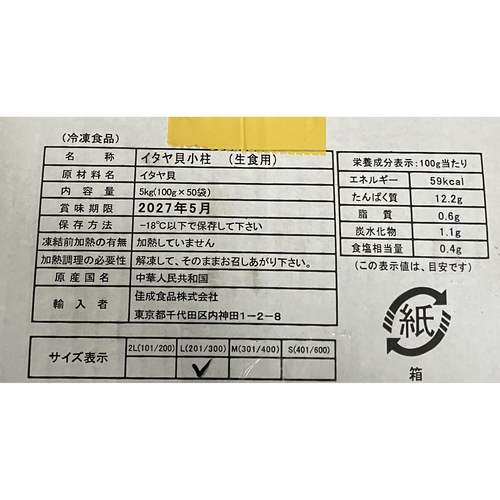 (冷凍食品)
名 称 イタヤ貝小柱 (生食用)
原材料名 イタヤ貝
内 容 量 5kg(100g×50袋)
賞味期限 2027年5月
保存方法 -18℃以下で保存して下さい
凍結前加熱の有無 加熱していません
加熱調理の必要性 解凍して、そのままお召しあがり下さい。
原産国名 中華人民共和国
輸 入 者 佳成食品株式会社
東京都千代田区内神田1-2-8
サイズ表示 2L(101/200) L(201/300) M(301/400) S(401/600)
✓
栄養成分表示:100g当たり
エネルギー 59kcal
たんぱく質 12.2g
脂 質 0.6g
炭水化物 1.1g
食塩相当量 0.4g
(この表示値は、目安です)
紙
箱